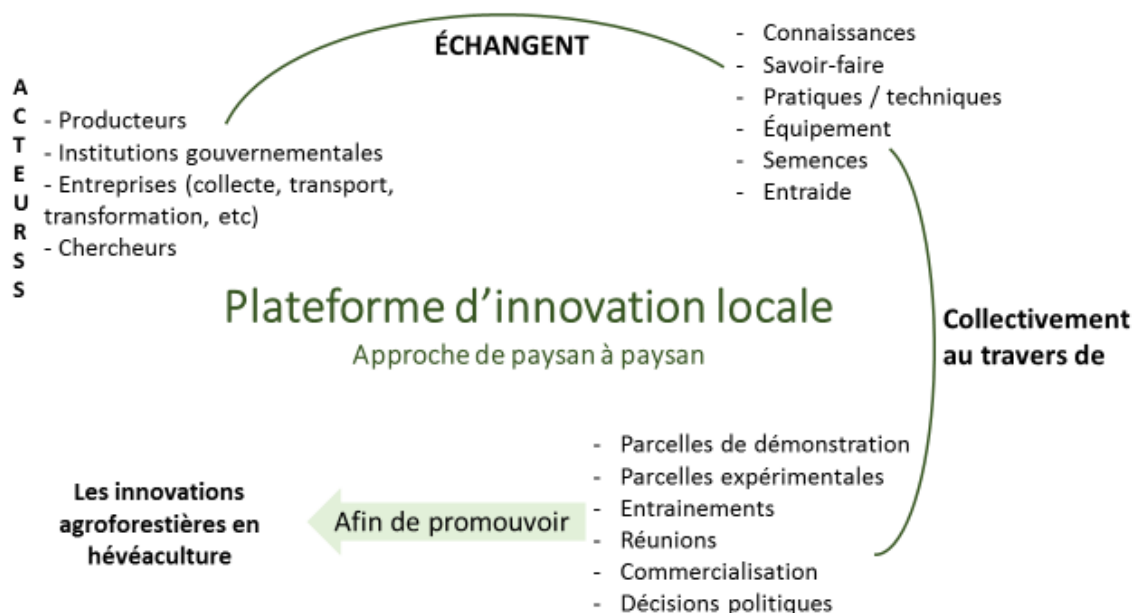 ACTEURSS
- Producteurs
- Institutions gouvernementales
- Entreprises (collecte, transport,
transformation, etc)
- Chercheurs
ÉCHANGENT
- Connaissances
- Savoir-faire
- Pratiques / techniques
- Équipement
- Semences
- Entraide
Plateforme d'innovation locale
Approche de paysan à paysan
Collectivement
au travers de
- Parcelles de démonstration
- Parcelles expérimentales
- Entrainements
- Réunions
- Commercialisation
- Décisions politiques
Afin de promouvoir
Les innovations
agroforestières en
hévéaculture